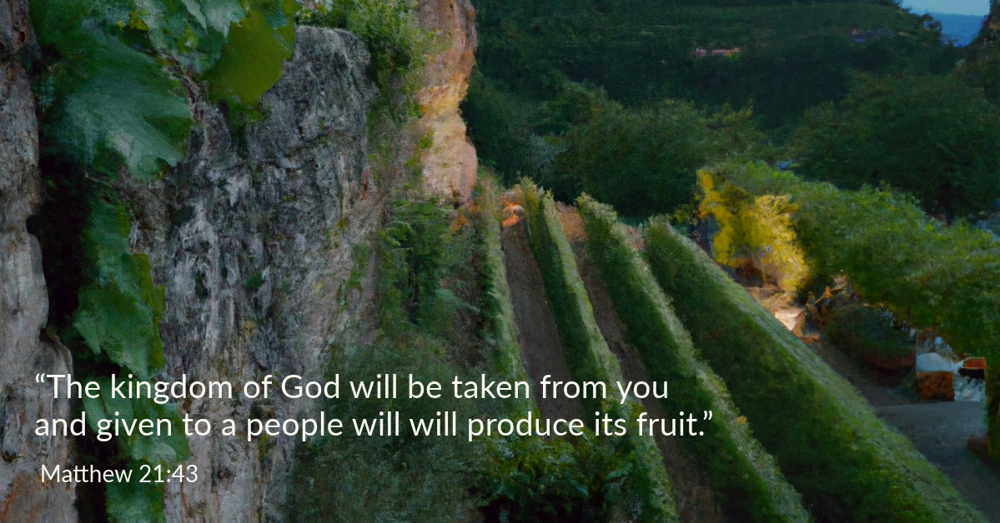 “The kingdom of God will be taken from you
and given to a people will will produce its fruit.”
Matthew 21:43